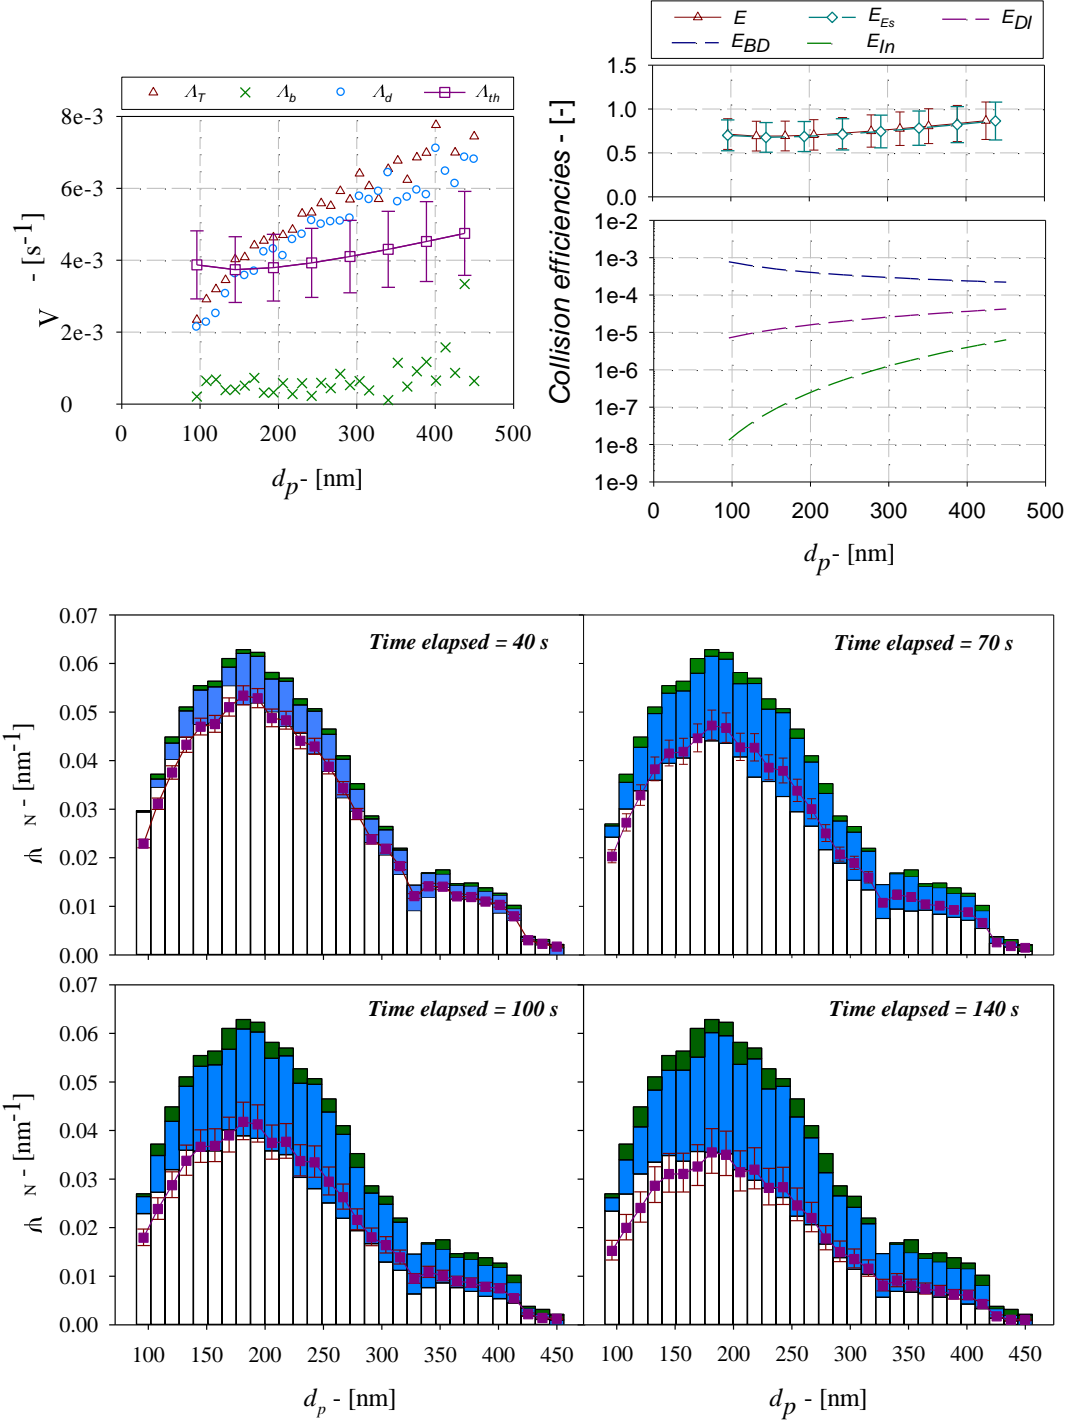 Λ_T Λ_b Λ_d Λ_th
8e-3
6e-3
4e-3
2e-3
0
V - [s⁻¹]
0 100 200 300 400 500
d_p - [nm]
E E_Es E_DI
E_BD E_In
1.5
1.0
0.5
0.0
1e-2
1e-3
1e-4
1e-5
1e-6
1e-7
1e-8
1e-9
Collision efficiencies - [-]
0 100 200 300 400 500
d_p - [nm]
0.07
0.06
0.05
0.04
0.03
0.02
0.01
0.00
N - [nm⁻¹]
Time elapsed = 40 s
Time elapsed = 70 s
0.07
0.06
0.05
0.04
0.03
0.02
0.01
0.00
N - [nm⁻¹]
Time elapsed = 100 s
Time elapsed = 140 s
100 150 200 250 300 350 400 450
100 150 200 250 300 350 400 450
d_p - [nm]
d_p - [nm]